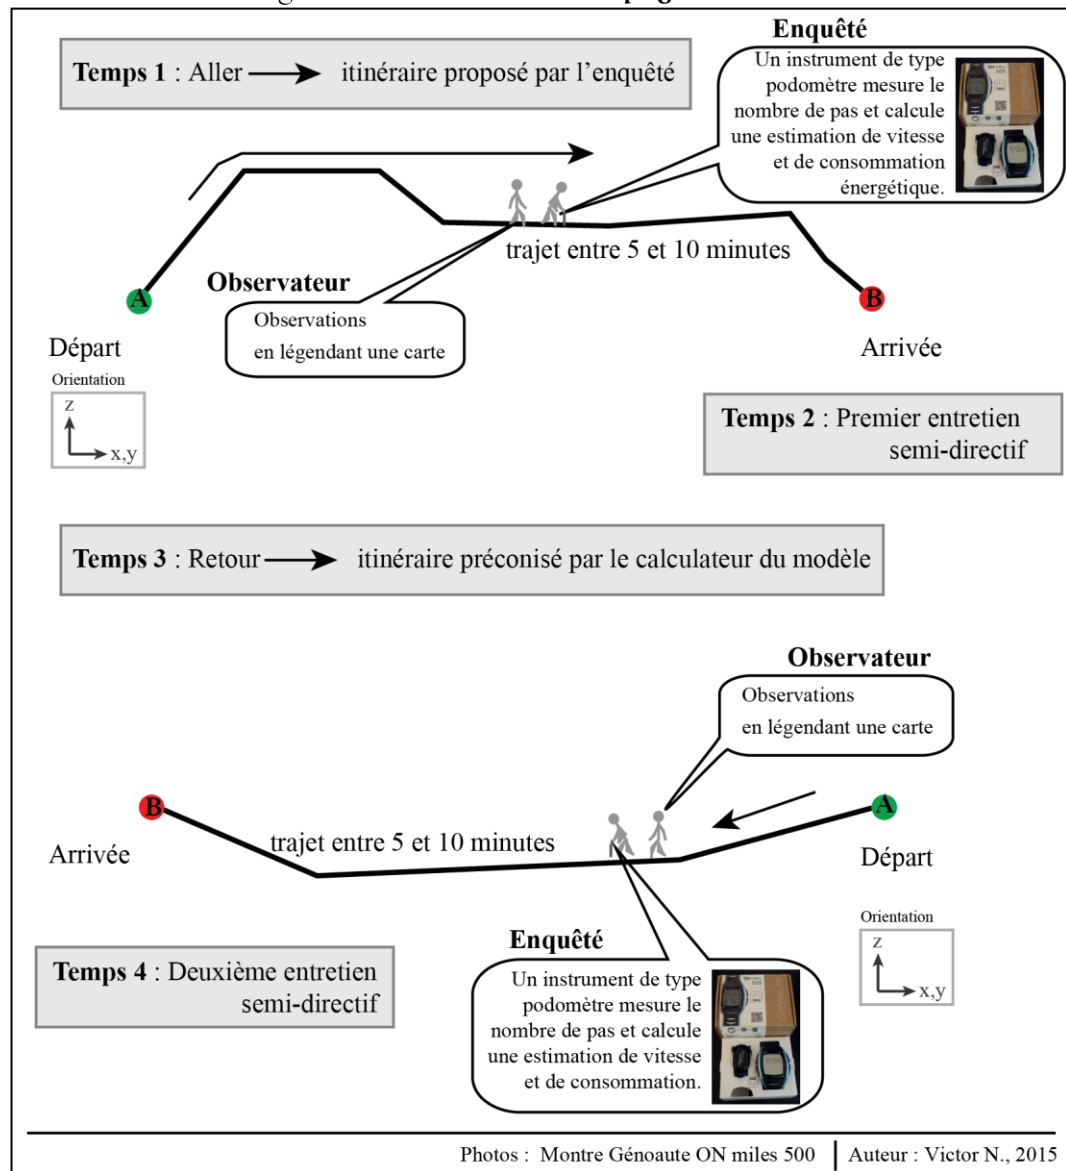 Enquêté
Temps 1 : Aller itinéraire proposé par l'enquêté
Un instrument de type
podomètre mesure le
nombre de pas et calcule
une estimation de vitesse
et de consommation
énergétique.
trajet entre 5 et 10 minutes
Observateur
Observations
en légendant une carte
A
B
Départ
Arrivée
Orientation
z
x,y
Temps 2 : Premier entretien
semi-directif
Temps 3 : Retour itinéraire préconisé par le calculateur du modèle
Observateur
Observations
en légendant une carte
B
A
trajet entre 5 et 10 minutes
Arrivée
Départ
Orientation
z
x,y
Enquêté
Temps 4 : Deuxième entretien
semi-directif
Un instrument de type
podomètre mesure le
nombre de pas et calcule
une estimation de vitesse
et de consommation.
Photos : Montre Génoaute ON miles 500 Auteur : Victor N., 2015